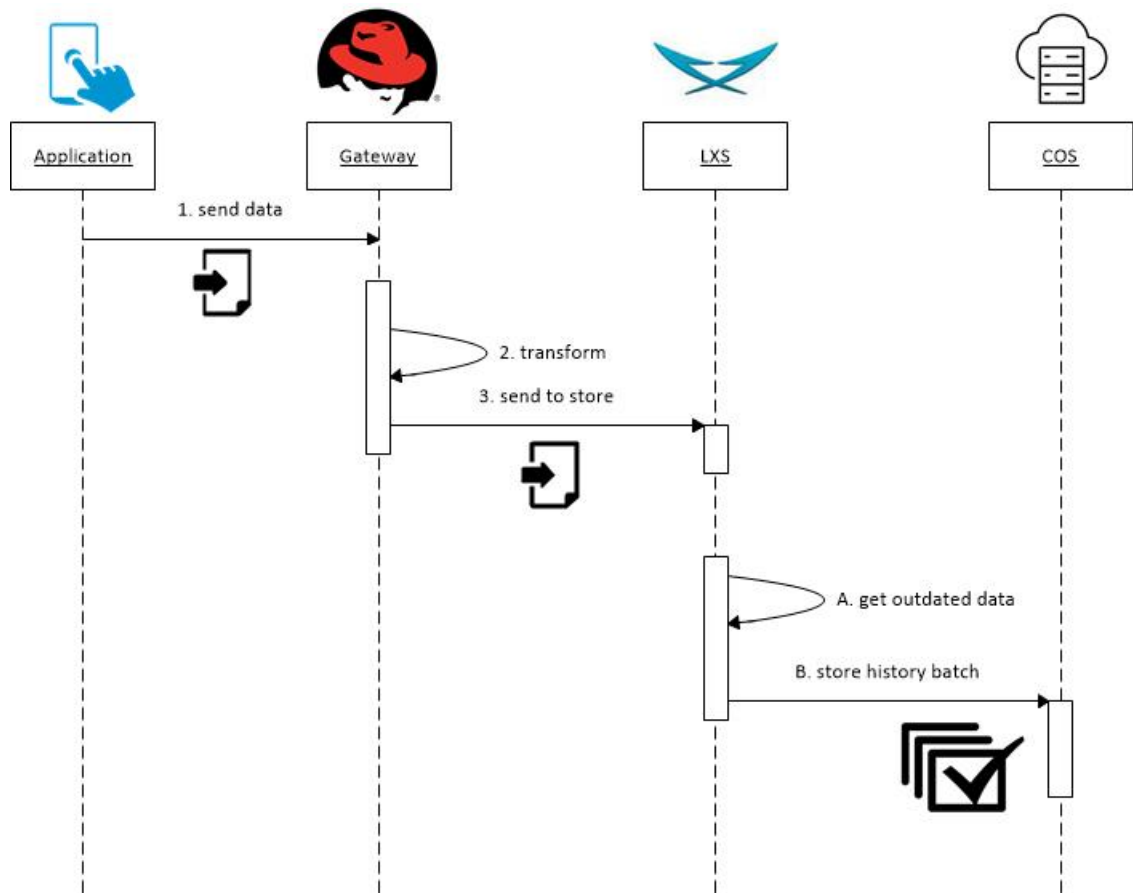 Application
Gateway
LXS
COS
1. send data
2. transform
3. send to store
A. get outdated data
B. store history batch